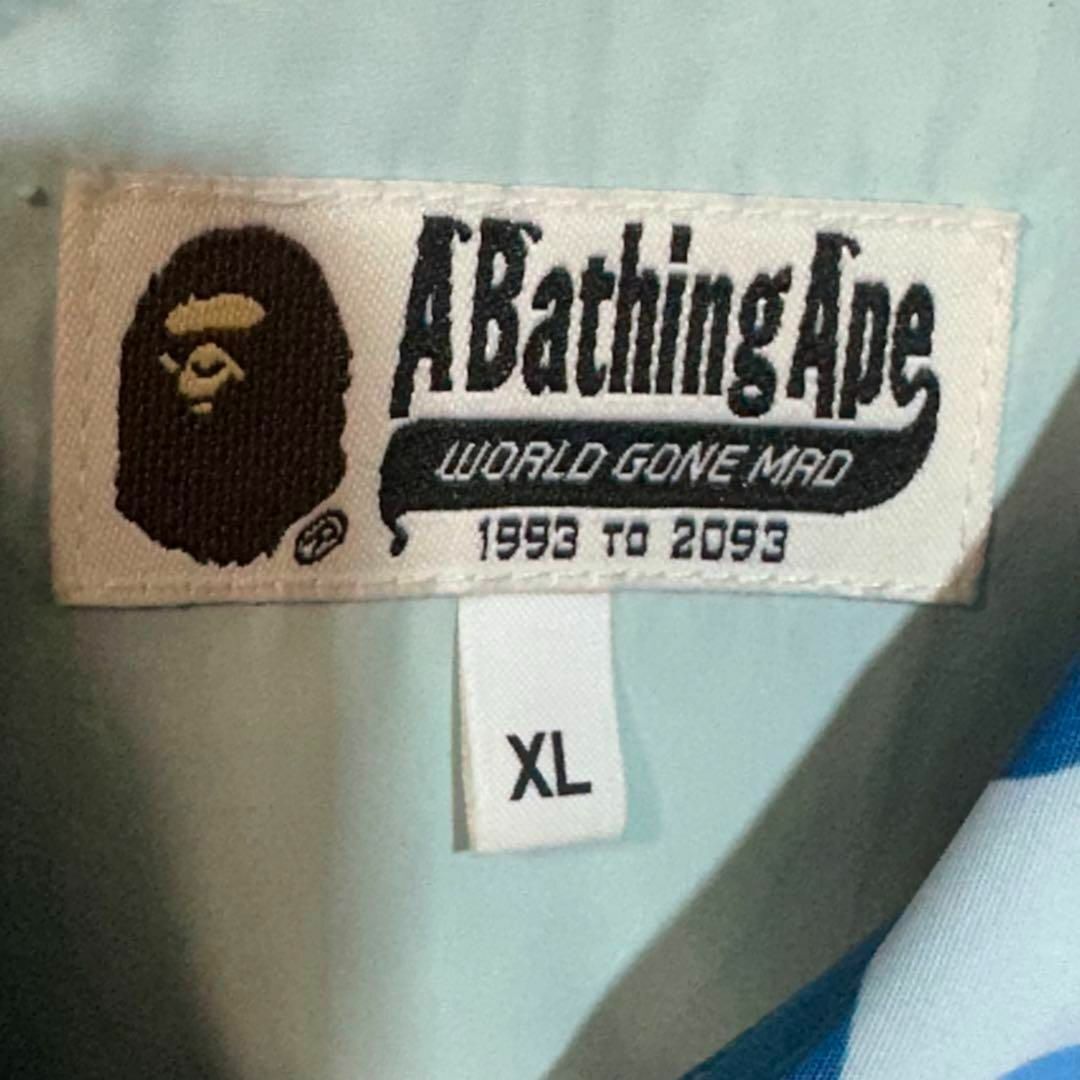 A Bathing Ape
WORLD GONE MAD
1993 TO 2093
®
XL